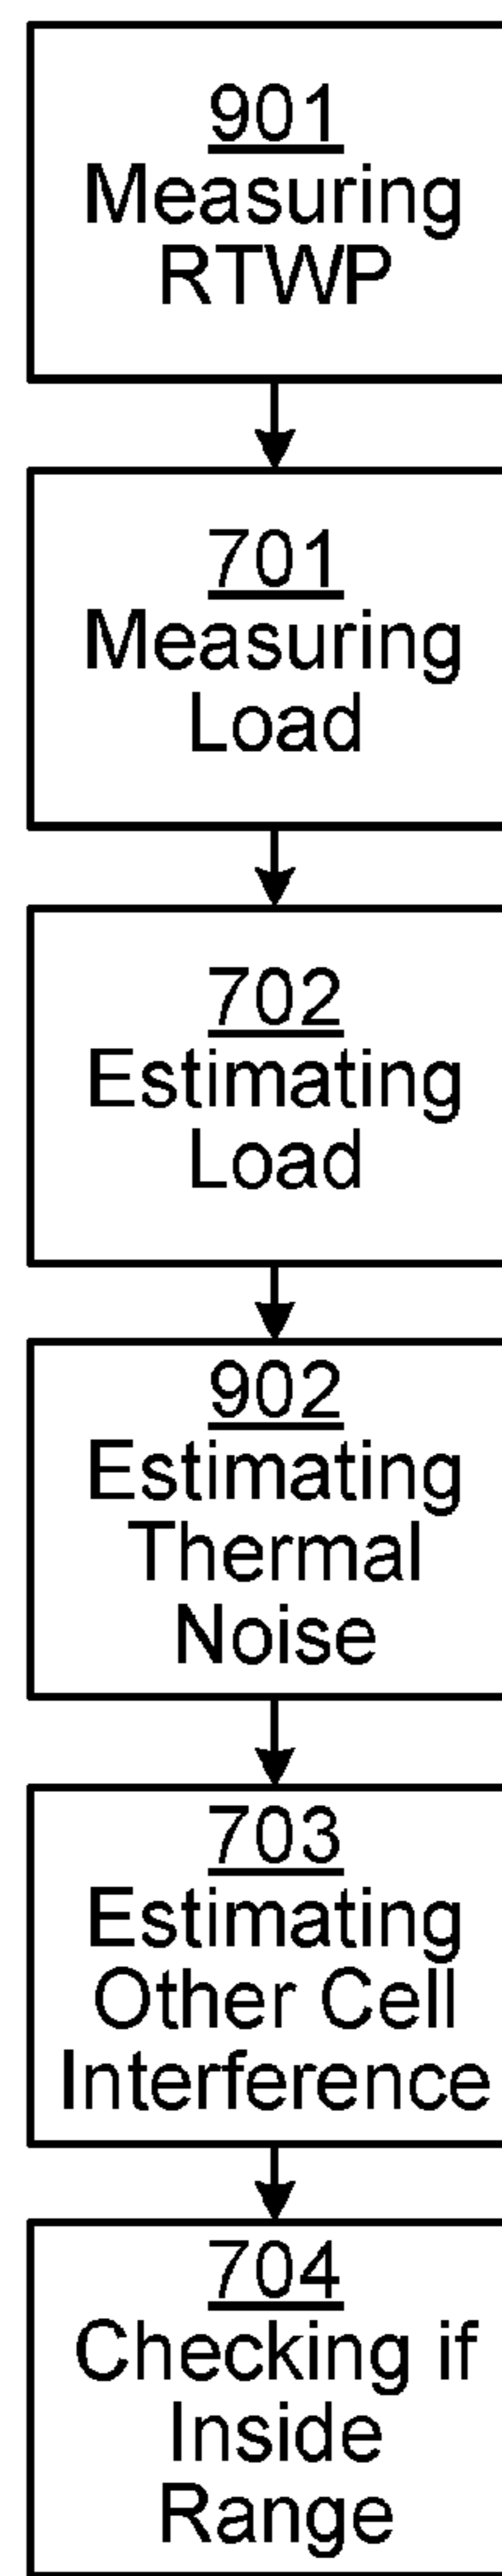 901
Measuring
RTWP
701
Measuring
Load
702
Estimating
Load
902
Estimating
Thermal
Noise
703
Estimating
Other Cell
Interference
704
Checking if
Inside
Range